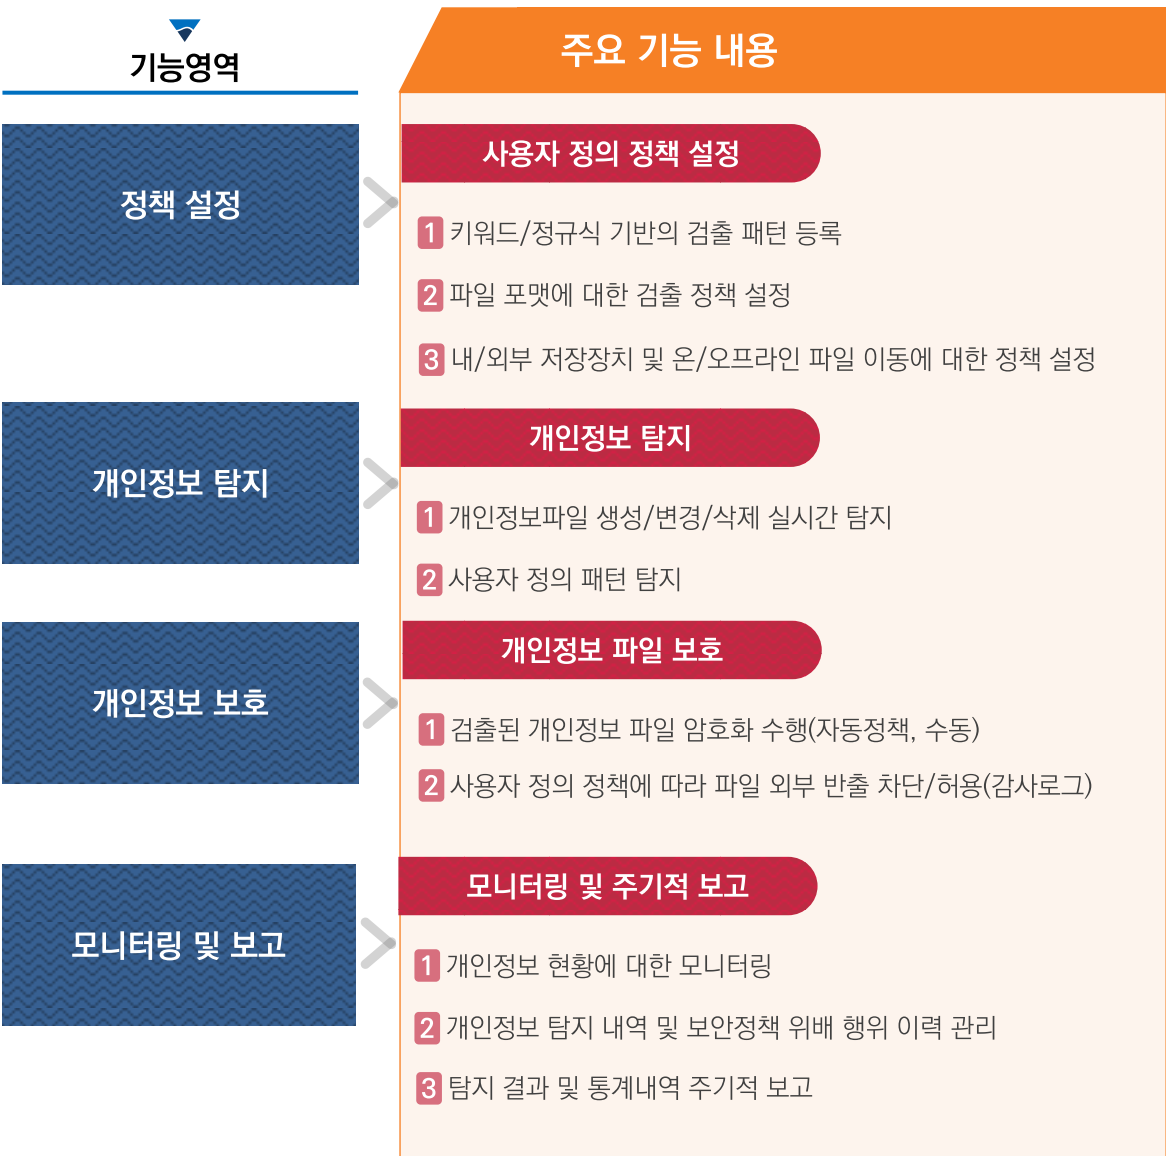 기능영역
주요 기능 내용
정책 설정
사용자 정의 정책 설정
1 키워드/정규식 기반의 검출 패턴 등록
2 파일 포맷에 대한 검출 정책 설정
3 내/외부 저장장치 및 온/오프라인 파일 이동에 대한 정책 설정
개인정보 탐지
개인정보 탐지
1 개인정보파일 생성/변경/삭제 실시간 탐지
2 사용자 정의 패턴 탐지
개인정보 보호
개인정보 파일 보호
1 검출된 개인정보 파일 암호화 수행(자동정책, 수동)
2 사용자 정의 정책에 따라 파일 외부 반출 차단/허용(감사로그)
모니터링 및 보고
모니터링 및 주기적 보고
1 개인정보 현황에 대한 모니터링
2 개인정보 탐지 내역 및 보안정책 위배 행위 이력 관리
3 탐지 결과 및 통계내역 주기적 보고